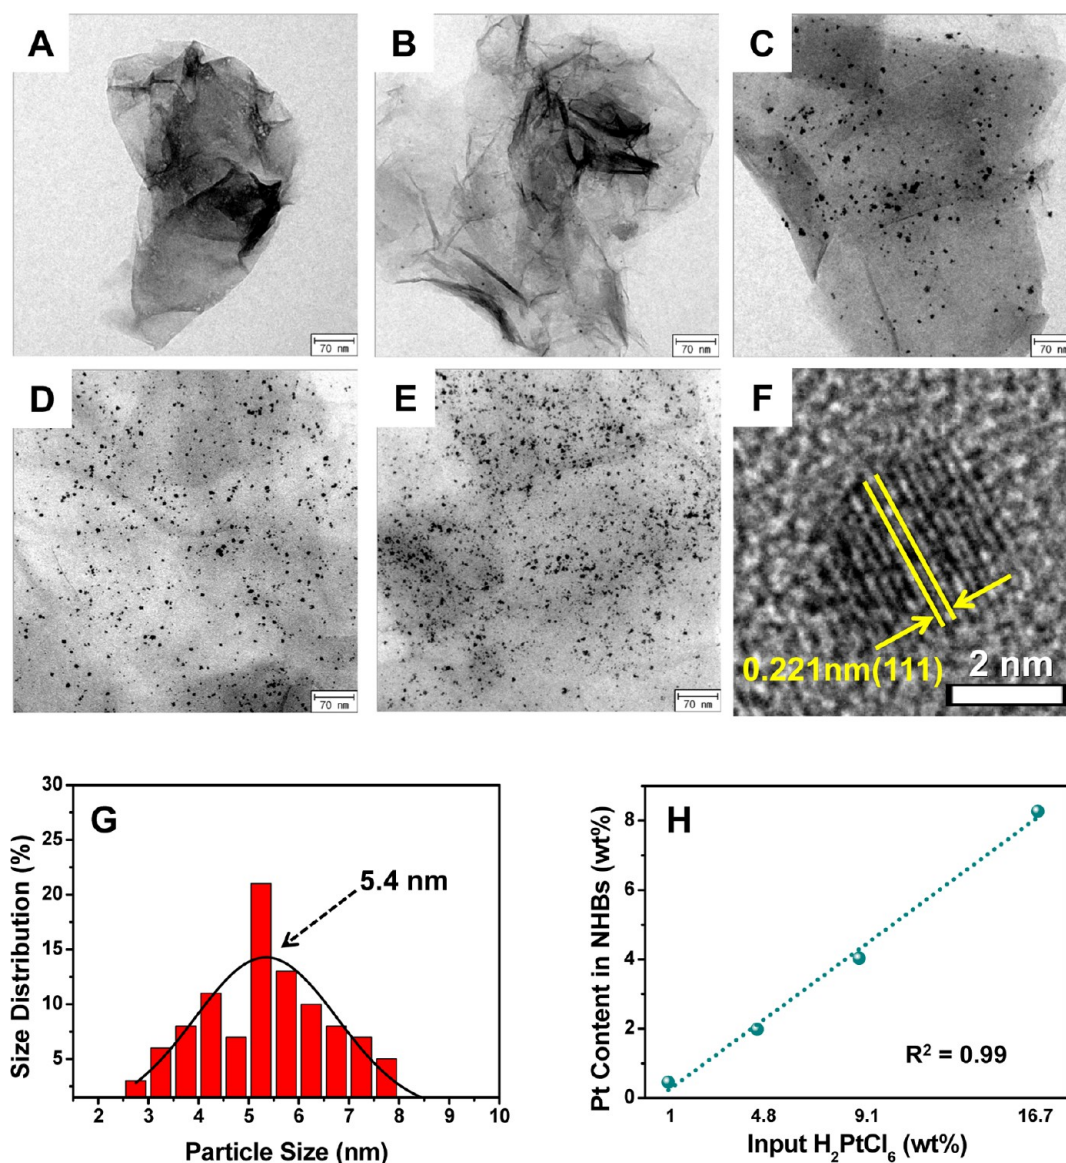 A
B
C
70 nm
70 nm
70 nm
D
E
F
70 nm
70 nm
0.221nm(111)
2 nm
G
Size Distribution (%)
30
25
20
15
10
5
5.4 nm
2 3 4 5 6 7 8 9 10
Particle Size (nm)
H
Pt Content in NHBs (wt%)
8
6
4
2
0
R² = 0.99
1 4.8 9.1 16.7
Input H₂PtCl₆ (wt%)